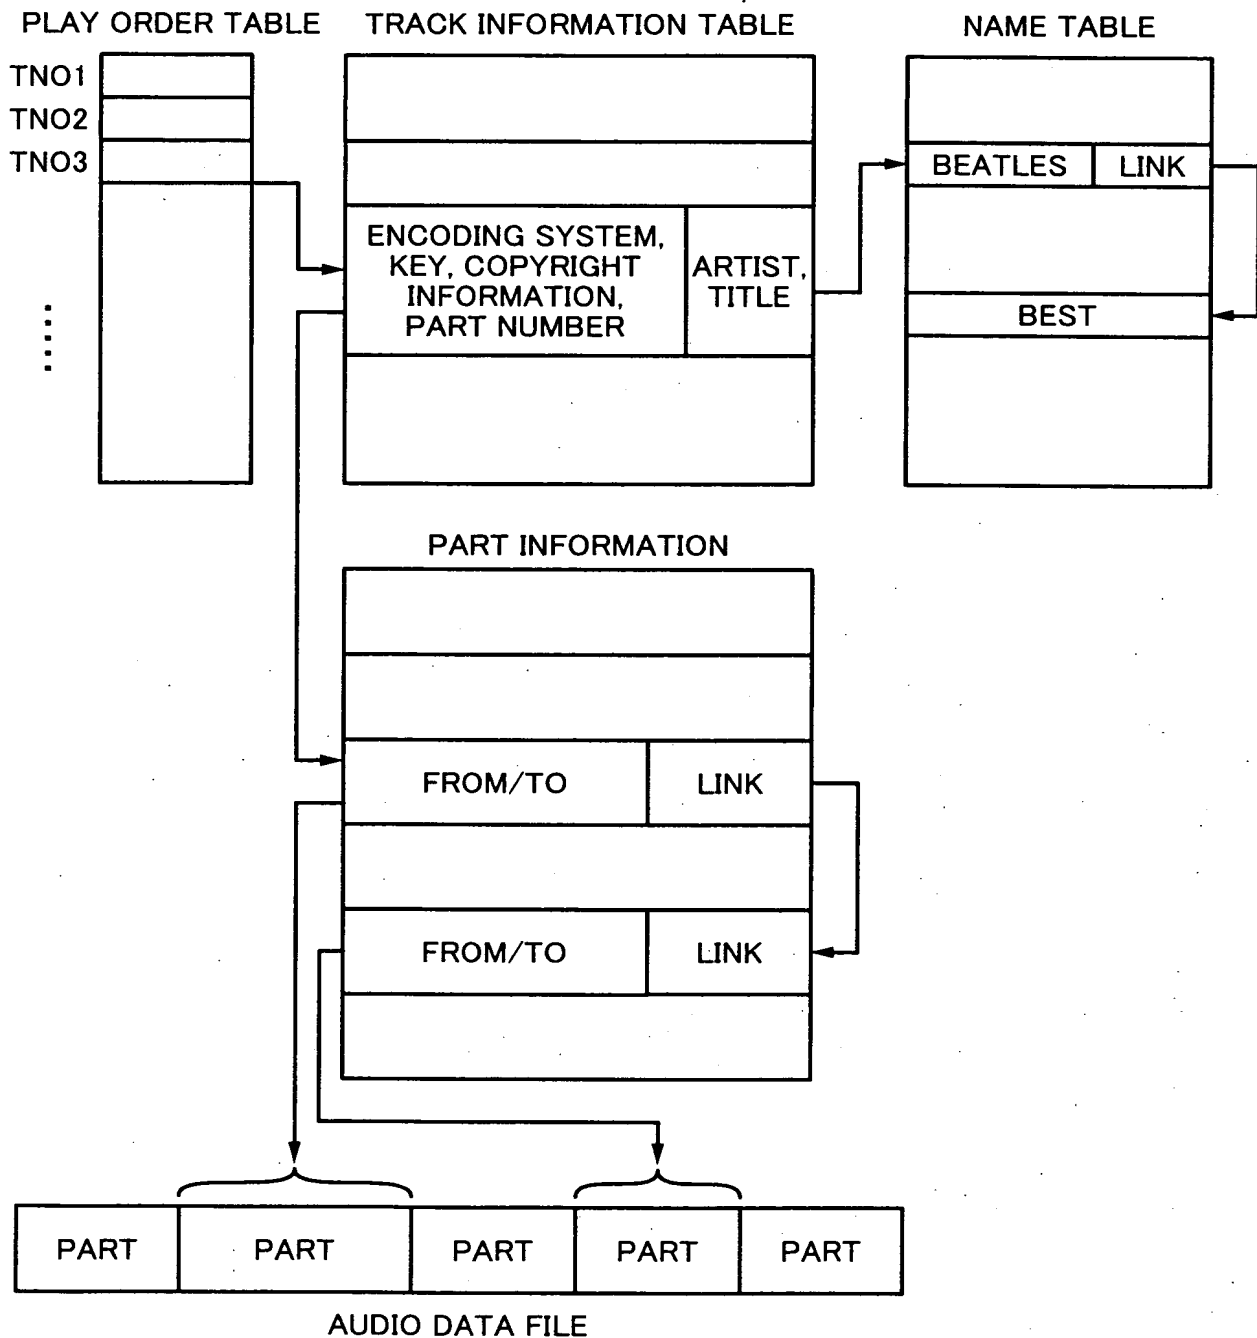 PLAY ORDER TABLE
TRACK INFORMATION TABLE
NAME TABLE
TNO1
TNO2
TNO3
BEATLES
LINK
ENCODING SYSTEM,
KEY, COPYRIGHT
INFORMATION,
PART NUMBER
ARTIST,
TITLE
BEST
PART INFORMATION
FROM/TO
LINK
FROM/TO
LINK
PART
PART
PART
PART
PART
AUDIO DATA FILE